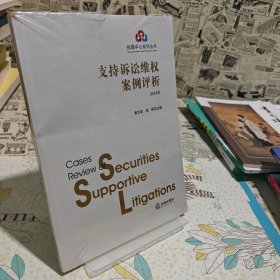 投服中心系列丛书
支持诉讼维权
案例评析
Cases
Review
Securities
Supportive
Litigations
法律出版社